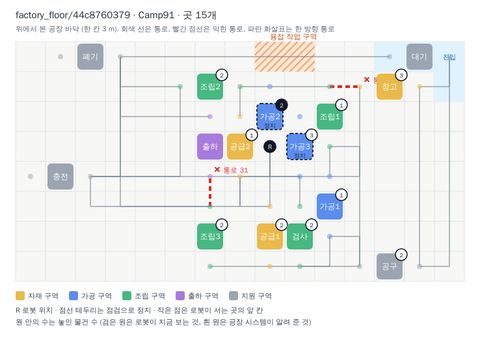 factory_floor/44c8760379 · Camp91 · 곳 15개
위에서 본 공장 바닥 (한 칸 3 m). 회색 선은 통로, 빨간 점선은 막힌 통로, 파란 화살표는 한 방향 통로
용접 작업 구역
폐기
대기
진입
조립2
2
창고
3
가공2
2
조립1
1
출하
공급2
1
R
가공3
3
충전
통로 31
가공1
1
조립3
2
공급1
2
검사
2
공구
2
자재 구역
가공 구역
조립 구역
출하 구역
지원 구역
R 로봇 위치 · 점선 테두리는 점검으로 정지 · 작은 점은 로봇이 서는 곳의 앞 칸
원 안의 수는 놓인 물건 수 (검은 원은 로봇이 지금 보는 것, 흰 원은 공장 시스템이 알려 준 것)